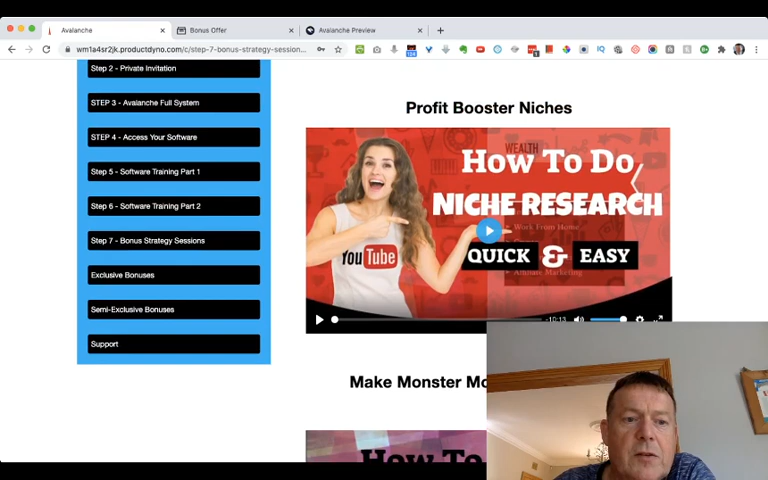 Avalanche
Bonus Offer
Avalanche Preview
wm1a4sr2jk.productdyno.com/c/step-7-bonus-strategy-session...
Step 2 - Private Invitation
STEP 3 - Avalanche Full System
STEP 4 - Access Your Software
Step 5 - Software Training Part 1
Step 6 - Software Training Part 2
Step 7 - Bonus Strategy Sessions
Exclusive Bonuses
Semi-Exclusive Bonuses
Support
Profit Booster Niches
WEALTH
How To Do
NICHE RESEARCH
• Work From Home
YouTube
QUICK & EASY
• Affiliate Marketing
-10:13
Make Monster
How To